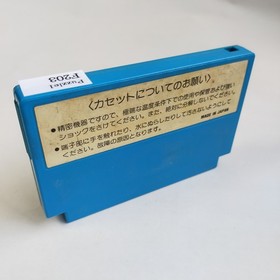 Puzzle1
F203
〈カセットについてのお願い〉
●精密機器ですので、極端な温度条件下での使用や保管および強い
ショックをさけてください。また、絶対に分解しないでください。
●端子部に手を触れたり、水にぬらしたりして汚さないようにして
ください。故障の原因となります。
MADE IN JAPAN